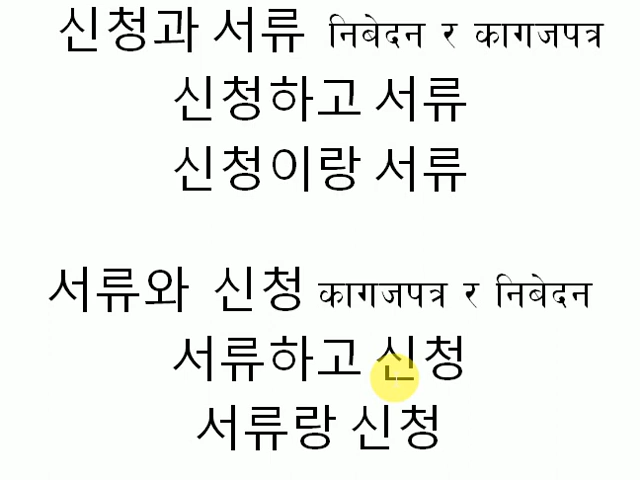 신청과 서류 निबेदन र कागजपत्र
신청하고 서류
신청이랑 서류
서류와 신청 कागजपत्र र निबेदन
서류하고 신청
서류랑 신청